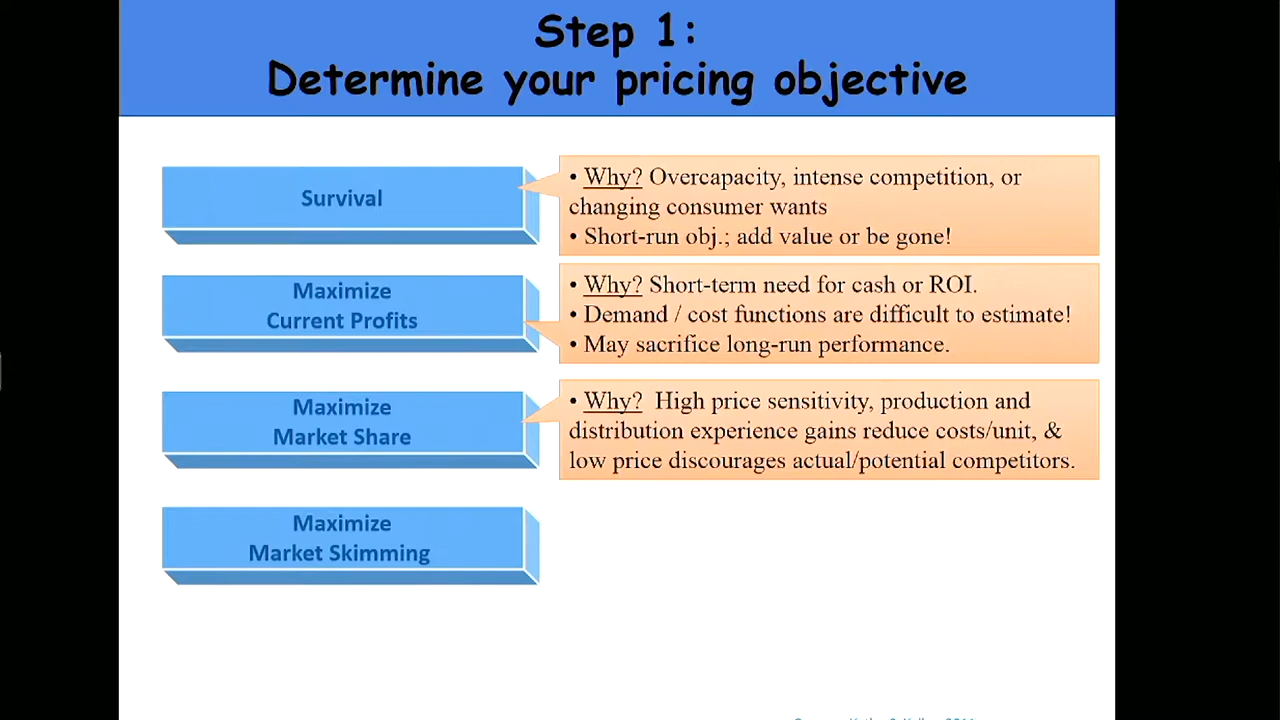 Step 1:
Determine your pricing objective
Survival
• Why? Overcapacity, intense competition, or
changing consumer wants
• Short-run obj.; add value or be gone!
Maximize
Current Profits
• Why? Short-term need for cash or ROI.
• Demand / cost functions are difficult to estimate!
• May sacrifice long-run performance.
Maximize
Market Share
• Why? High price sensitivity, production and
distribution experience gains reduce costs/unit, &
low price discourages actual/potential competitors.
Maximize
Market Skimming